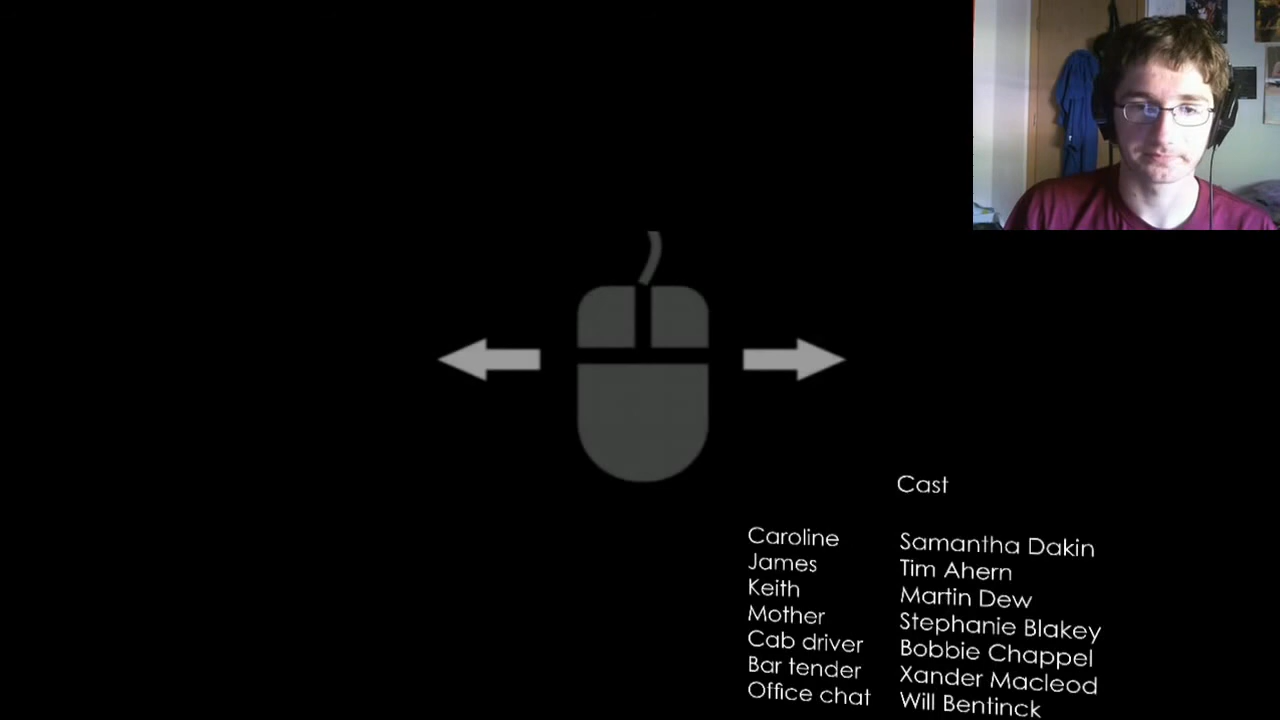 Cast
Caroline Samantha Dakin
James Tim Ahern
Keith Martin Dew
Mother Stephanie Blakey
Cab driver Bobbie Chappel
Bar tender Xander Macleod
Office chat Will Bentinck